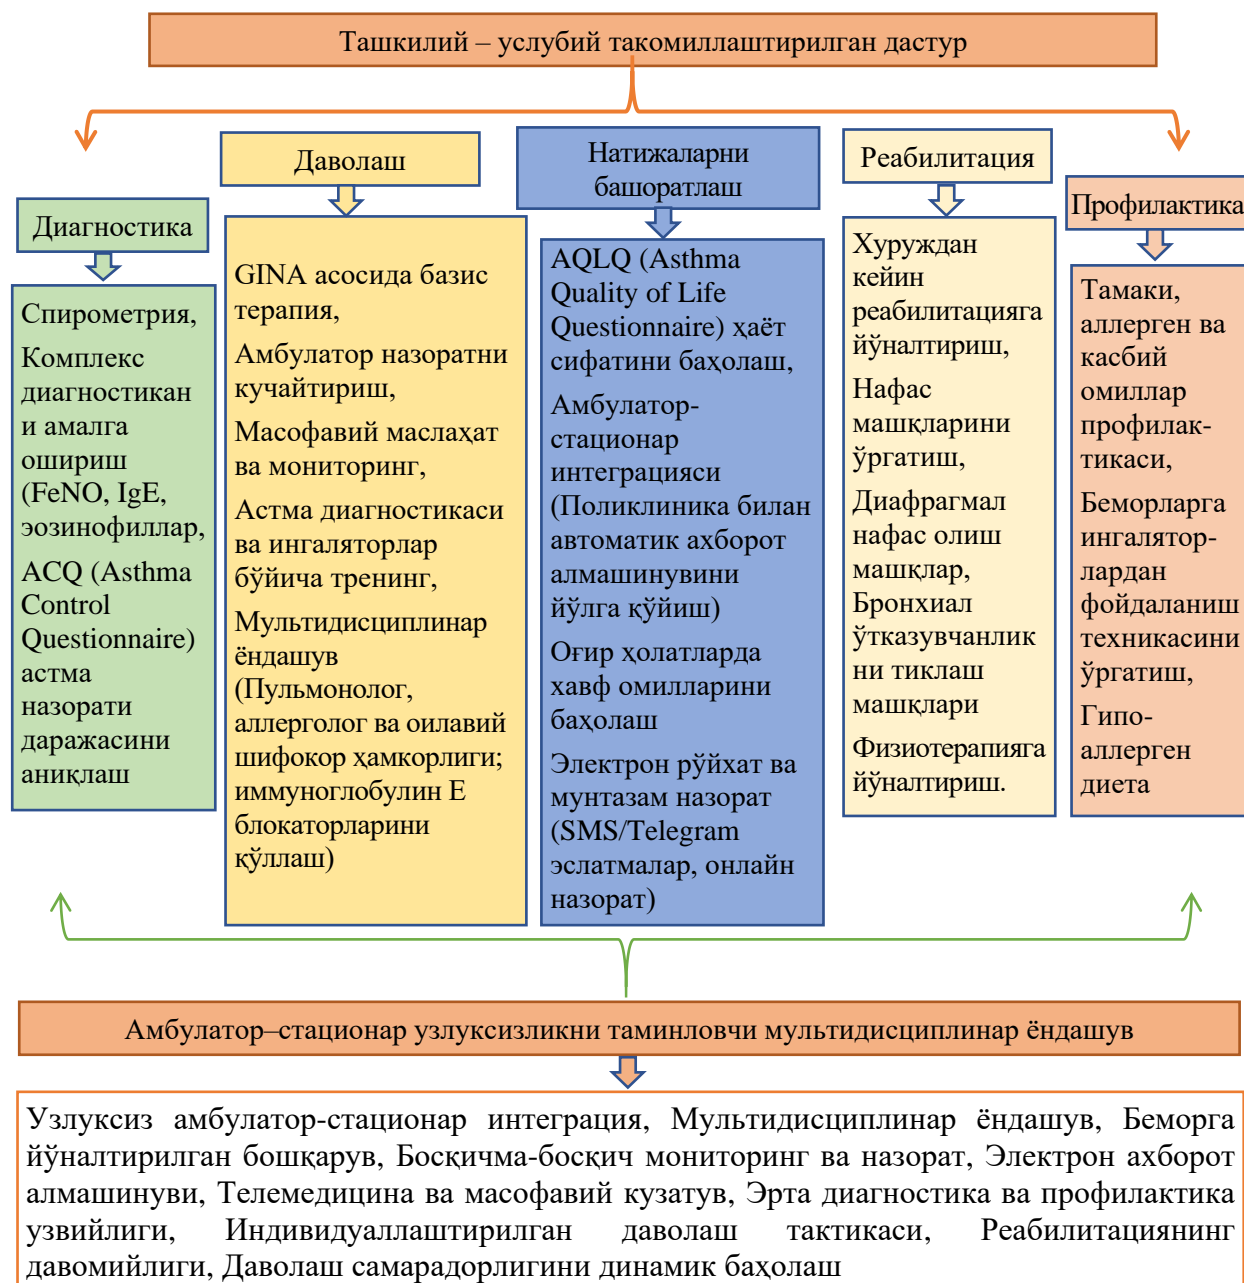 Ташкилий – услубий такомиллаштирилган дастур
Диагностика
Спирометрия,
Комплекс
диагностикан
и амалга
ошириш
(FeNO, IgE,
эозинофиллар,
ACQ (Asthma
Control
Questionnaire)
астма
назорати
даражасини
аниқлаш
Даволаш
GINA асосида базис
терапия,
Амбулатор назоратни
кучайтириш,
Масофавий маслаҳат
ва мониторинг,
Астма диагностикаси
ва ингаляторлар
бўйича тренинг,
Мультидисциплинар
ёндашув
(Пульмонолог,
аллерголог ва оилавий
шифокор ҳамкорлиги;
иммуноглобулин Е
блокаторларини
қўллаш)
Натижаларни
башоратлаш
AQLQ (Asthma
Quality of Life
Questionnaire) ҳаёт
сифатини баҳолаш,
Амбулатор-
стационар
интеграцияси
(Поликлиника билан
автоматик ахборот
алмашинувини
йўлга қўйиш)
Оғир ҳолатларда
хавф омилларини
баҳолаш
Электрон рўйхат ва
мунтазам назорат
(SMS/Telegram
эслатмалар, онлайн
назорат)
Реабилитация
Хуруждан
кейин
реабилитацияга
йўналтириш,
Нафас
машқларини
ўргатиш,
Диафрагмал
нафас олиш
машқлар,
Бронхиал
ўтказувчанлик
ни тиклаш
машқлари
Физиотерапияга
йўналтириш.
Профилактика
Тамаки,
аллерген ва
касбий
омиллар
профилак-
тикаси,
Беморларга
ингалятор-
лардан
фойдаланиш
техникасини
ўргатиш,
Гипо-
аллерген
диета
Амбулатор–стационар узлуксизликни таминловчи мультидисциплинар ёндашув
Узлуксиз амбулатор-стационар интеграция, Мультидисциплинар ёндашув, Беморга
йўналтирилган бошқарув, Босқичма-босқич мониторинг ва назорат, Электрон ахборот
алмашинуви, Телемедицина ва масофавий кузатув, Эрта диагностика ва профилактика
узвийлиги, Индивидуаллаштирилган даволаш тактикаси, Реабилитациянинг
давомийлиги, Даволаш самарадорлигини динамик баҳолаш